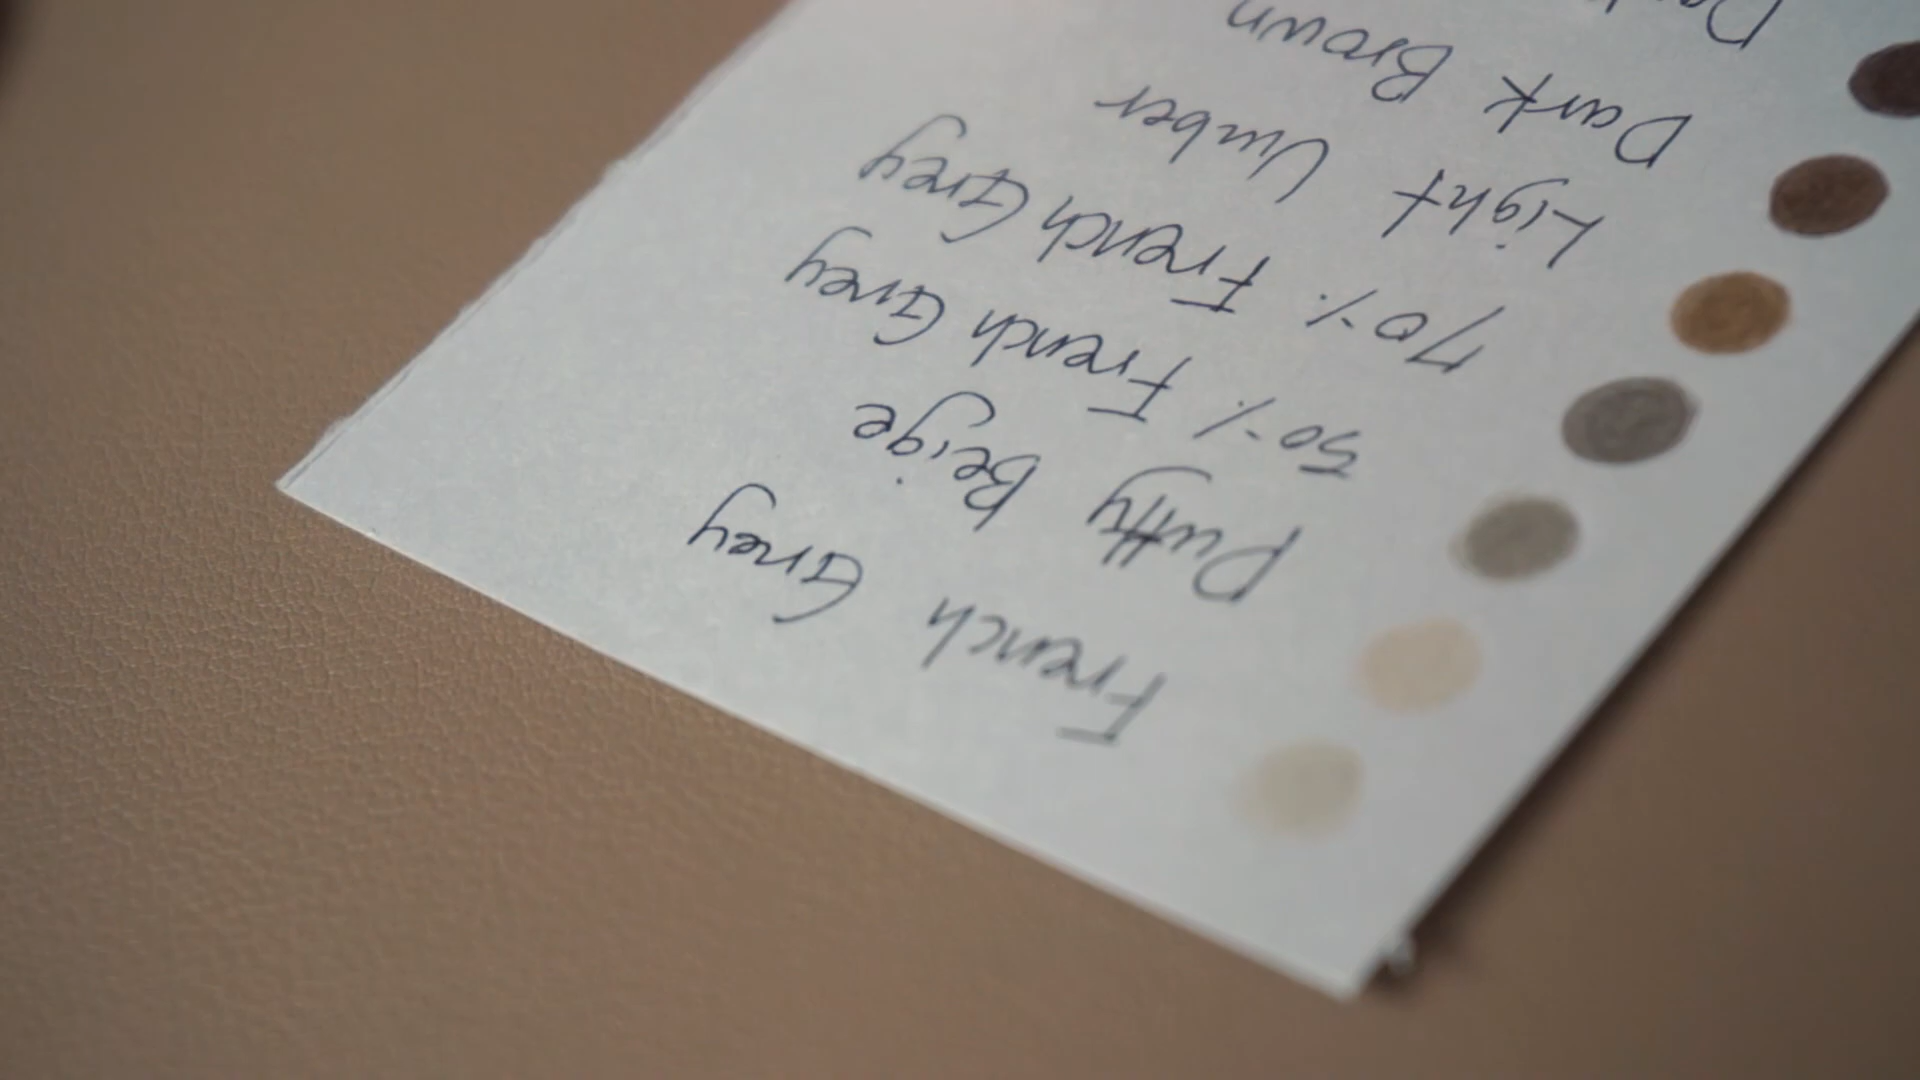 French Grey
Putty Beige
50% French Grey
70% French Grey
Light Umber
Dark Brown